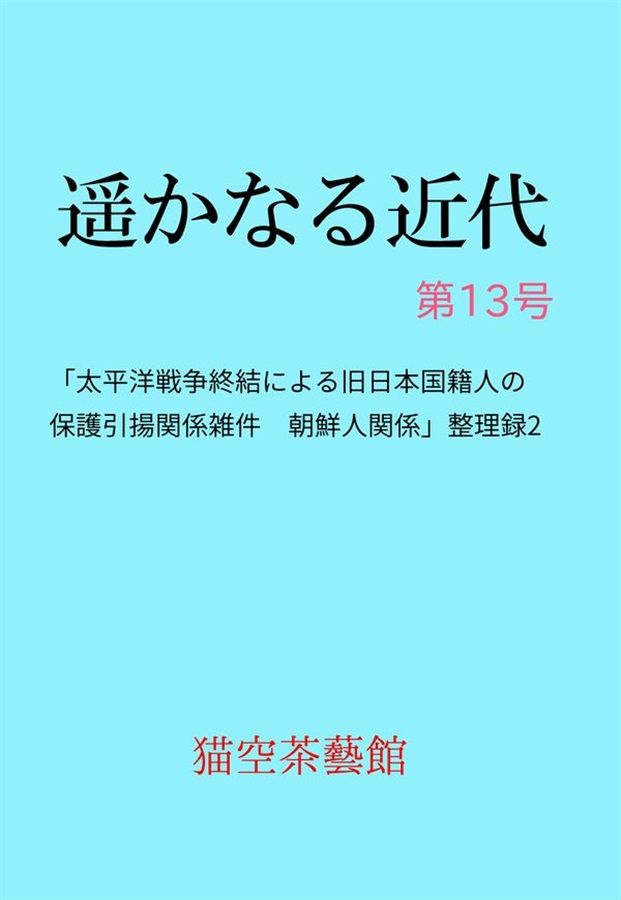 遥かなる近代
第13号
「太平洋戦争終結による旧日本国籍人の
保護引揚関係雑件　朝鮮人関係」整理録2
猫空茶藝館